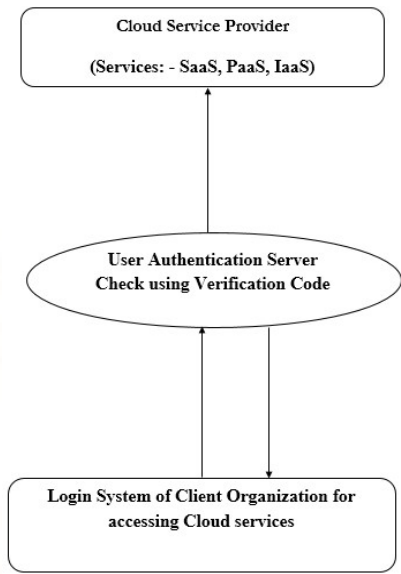 Cloud Service Provider
(Services: - SaaS, PaaS, IaaS)
User Authentication Server
Check using Verification Code
Login System of Client Organization for
accessing Cloud services